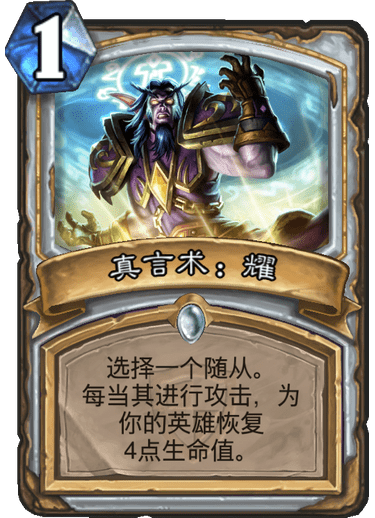 1
真言术：耀
选择一个随从。
每当其进行攻击，为
你的英雄恢复
4点生命值。